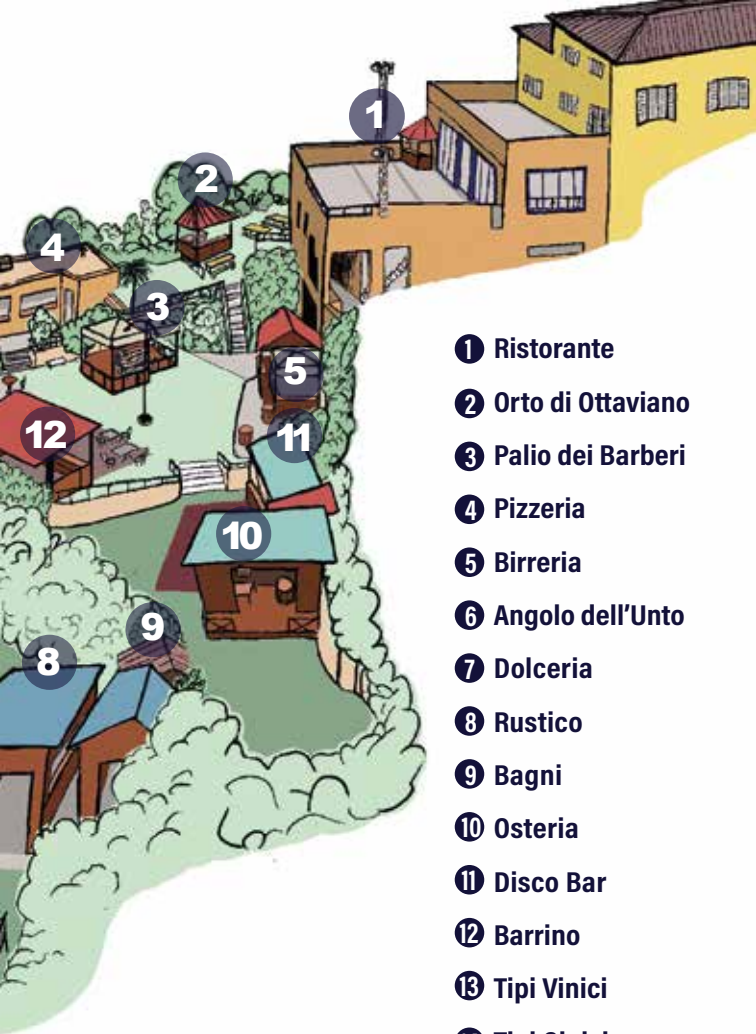 1
2
4
3
5
12
11
10
9
8
1 Ristorante
2 Orto di Ottaviano
3 Palio dei Barberi
4 Pizzeria
5 Birreria
6 Angolo dell'Unto
7 Dolceria
8 Rustico
9 Bagni
10 Osteria
11 Disco Bar
12 Barrino
13 Tipi Vinici